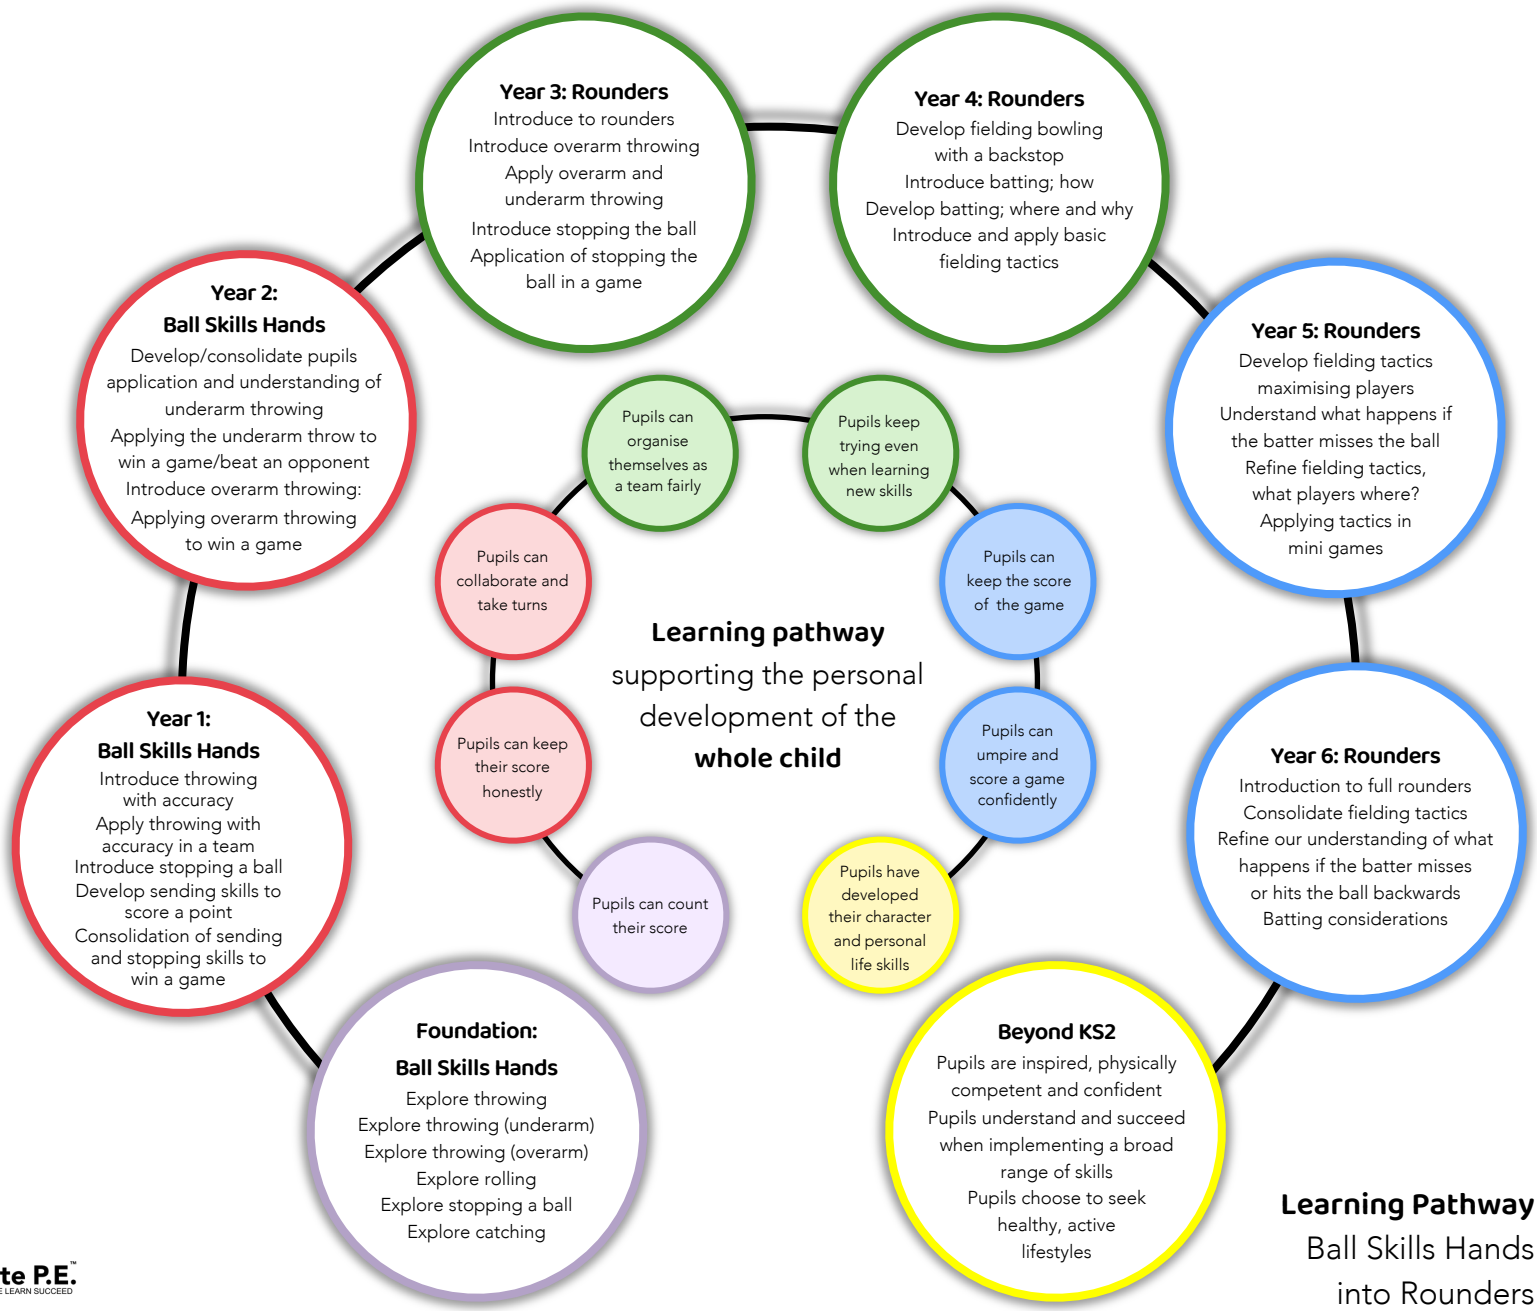 Year 3: Rounders
Introduce to rounders
Introduce overarm throwing
Apply overarm and
underarm throwing
Introduce stopping the ball
Application of stopping the
ball in a game
Year 4: Rounders
Develop fielding bowling
with a backstop
Introduce batting; how
Develop batting; where and why
Introduce and apply basic
fielding tactics
Year 2:
Ball Skills Hands
Develop/consolidate pupils
application and understanding of
underarm throwing
Applying the underarm throw to
win a game/beat an opponent
Introduce overarm throwing:
Applying overarm throwing
to win a game
Year 5: Rounders
Develop fielding tactics
maximising players
Understand what happens if
the batter misses the ball
Refine fielding tactics,
what players where?
Applying tactics in
mini games
Pupils can
organise
themselves as
a team fairly
Pupils keep
trying even
when learning
new skills
Pupils can
collaborate and
take turns
Pupils can
keep the score
of the game
Learning pathway
supporting the personal
development of the
whole child
Year 1:
Ball Skills Hands
Introduce throwing
with accuracy
Apply throwing with
accuracy in a team
Introduce stopping a ball
Develop sending skills to
score a point
Consolidation of sending
and stopping skills to
win a game
Pupils can keep
their score
honestly
Pupils can
umpire and
score a game
confidently
Year 6: Rounders
Introduction to full rounders
Consolidate fielding tactics
Refine our understanding of what
happens if the batter misses
or hits the ball backwards
Batting considerations
Pupils can count
their score
Pupils have
developed
their character
and personal
life skills
Foundation:
Ball Skills Hands
Explore throwing
Explore throwing (underarm)
Explore throwing (overarm)
Explore rolling
Explore stopping a ball
Explore catching
Beyond KS2
Pupils are inspired, physically
competent and confident
Pupils understand and succeed
when implementing a broad
range of skills
Pupils choose to seek
healthy, active
lifestyles
Learning Pathway
Ball Skills Hands
into Rounders
te P.E.™
E LEARN SUCCEED